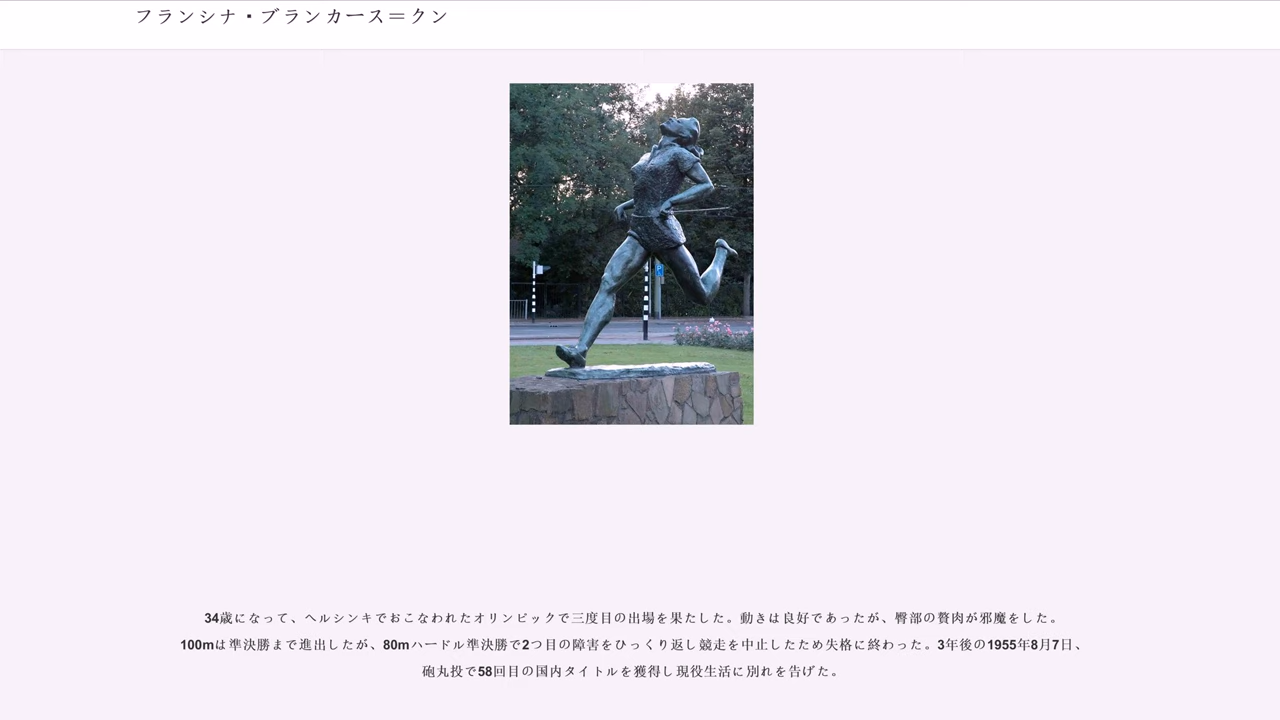 フランシナ・ブランカース＝クン
34歳になって、ヘルシンキでおこなわれたオリンピックで三度目の出場を果たした。動きは良好であったが、臀部の贅肉が邪魔をした。
100mは準決勝まで進出したが、80mハードル準決勝で2つ目の障害をひっくり返し競走を中止したため失格に終わった。3年後の1955年8月7日、
砲丸投で58回目の国内タイトルを獲得し現役生活に別れを告げた。